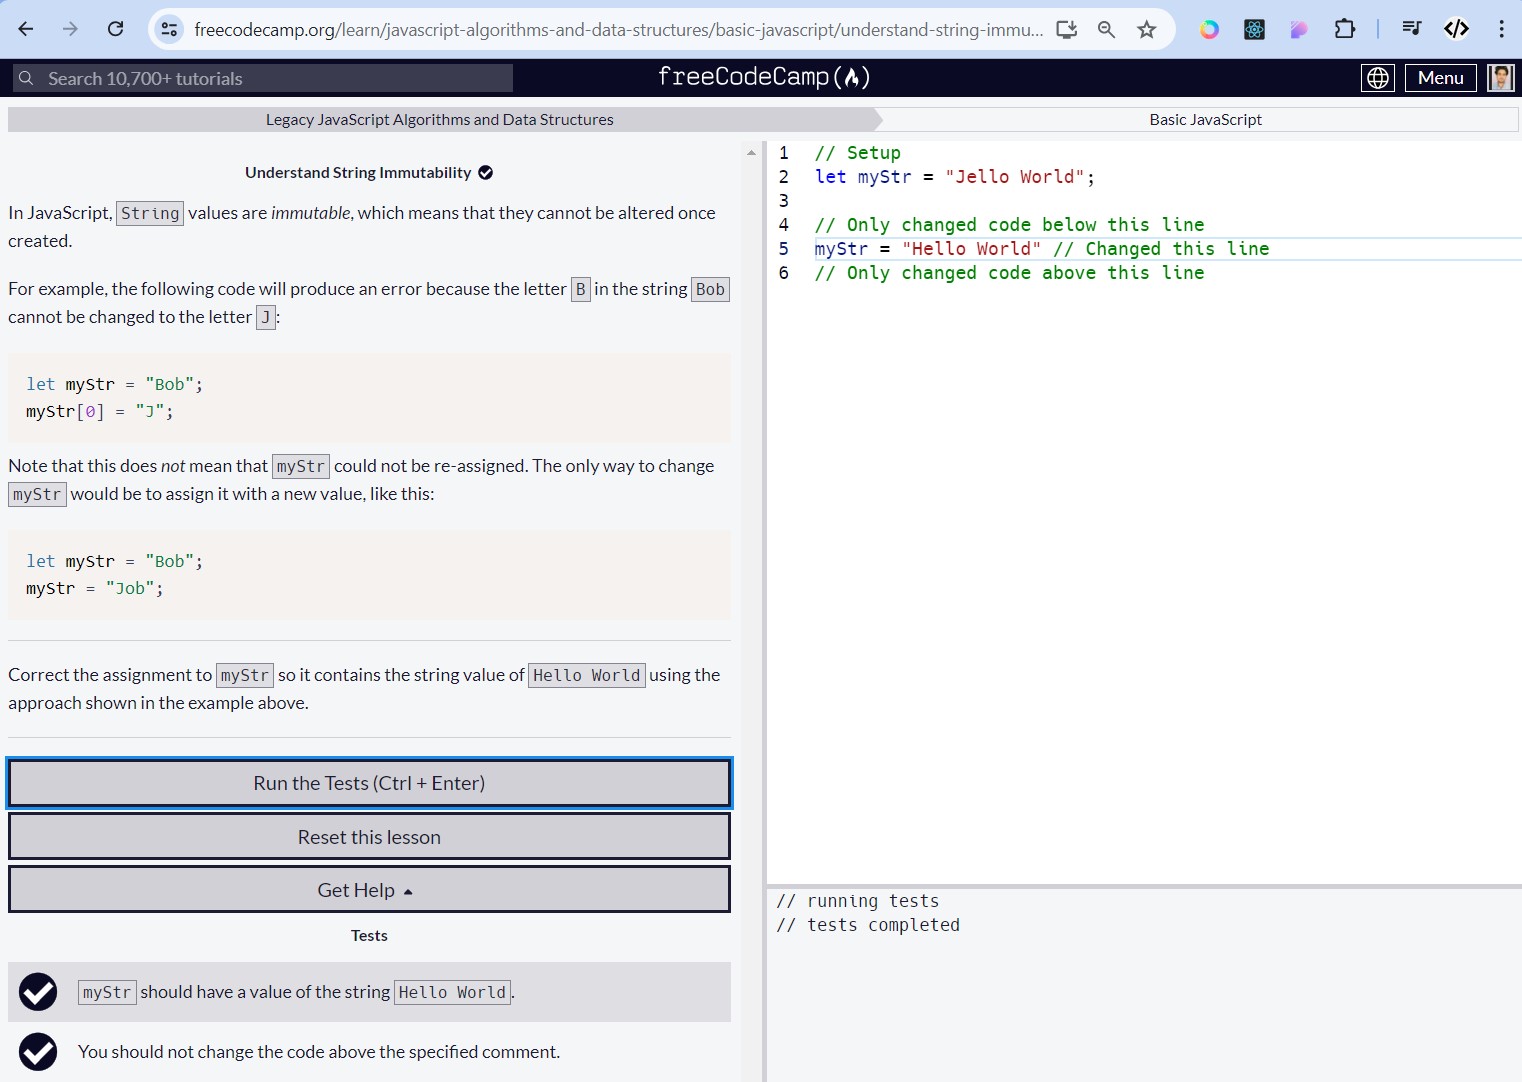 freecodecamp.org/learn/javascript-algorithms-and-data-structures/basic-javascript/understand-string-immu...
Search 10,700+ tutorials
freeCodeCamp
Menu
Legacy JavaScript Algorithms and Data Structures
Basic JavaScript
Understand String Immutability
In JavaScript, String values are immutable, which means that they cannot be altered once
created.
For example, the following code will produce an error because the letter B in the string Bob
cannot be changed to the letter J:
let myStr = "Bob";
myStr[0] = "J";
Note that this does not mean that myStr could not be re-assigned. The only way to change
myStr would be to assign it with a new value, like this:
let myStr = "Bob";
myStr = "Job";
Correct the assignment to myStr so it contains the string value of Hello World using the
approach shown in the example above.
Run the Tests (Ctrl + Enter)
Reset this lesson
Get Help
Tests
myStr should have a value of the string Hello World.
You should not change the code above the specified comment.
1 // Setup
2 let myStr = "Jello World";
3
4 // Only changed code below this line
5 myStr = "Hello World" // Changed this line
6 // Only changed code above this line
// running tests
// tests completed